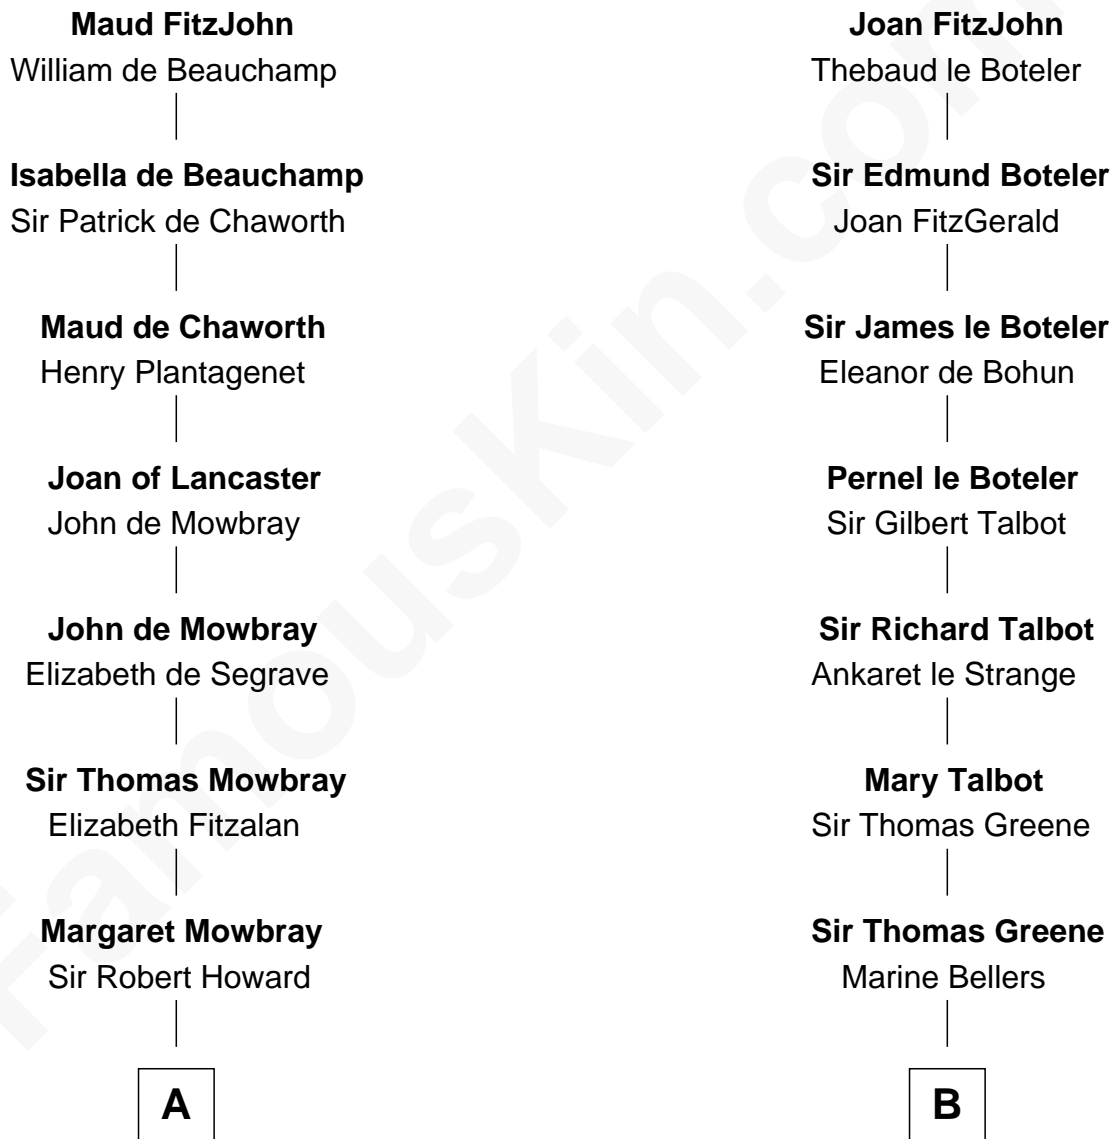 Maud FitzJohn
William de Beauchamp
Isabella de Beauchamp
Sir Patrick de Chaworth
Maud de Chaworth
Henry Plantagenet
Joan of Lancaster
John de Mowbray
John de Mowbray
Elizabeth de Segrave
Sir Thomas Mowbray
Elizabeth Fitzalan
Margaret Mowbray
Sir Robert Howard
A
Joan FitzJohn
Thebaud le Boteler
Sir Edmund Boteler
Joan FitzGerald
Sir James le Boteler
Eleanor de Bohun
Pernel le Boteler
Sir Gilbert Talbot
Sir Richard Talbot
Ankaret le Strange
Mary Talbot
Sir Thomas Greene
Sir Thomas Greene
Marine Bellers
B
FamousKin.com